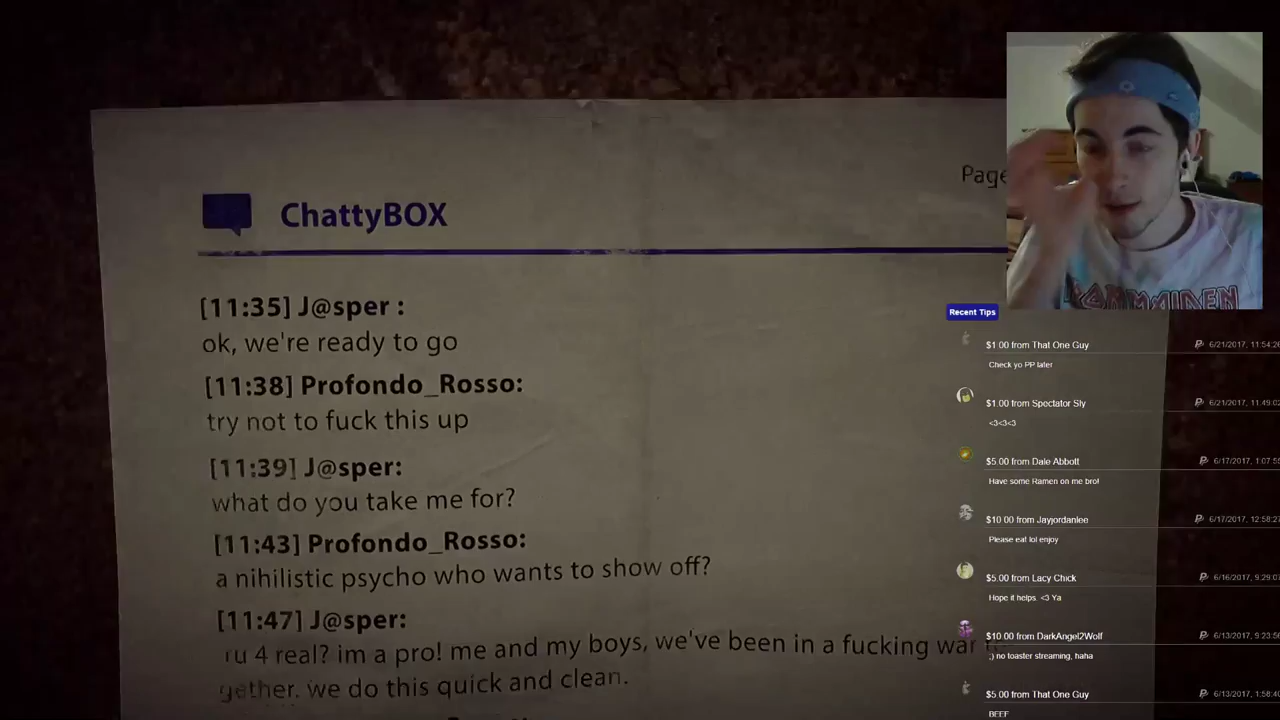 Page
ChattyBOX
[11:35] J@sper :
ok, we're ready to go
[11:38] Profondo_Rosso:
try not to fuck this up
[11:39] J@sper:
what do you take me for?
[11:43] Profondo_Rosso:
a nihilistic psycho who wants to show off?
[11:47] J@sper:
ru 4 real? im a pro! me and my boys, we've been in a fucking war
gether. we do this quick and clean.
IRON MAIDEN
Recent Tips
$1.00 from That One Guy 6/21/2017, 11:54:26
Check yo PP later
$1.00 from Spectator Sly 6/21/2017, 11:49:02
<3<3<3
$5.00 from Dale Abbott 6/17/2017, 1:07:55
Have some Ramen on me bro!
$10.00 from Jayjordanlee 6/17/2017, 12:58:27
Please eat lol enjoy
$5.00 from Lacy Chick 6/16/2017, 9:29:07
Hope it helps. <3 Ya
$10.00 from DarkAngel2Wolf 6/13/2017, 9:23:56
;) no toaster streaming, haha
$5.00 from That One Guy 6/13/2017, 1:58:40
BEEF